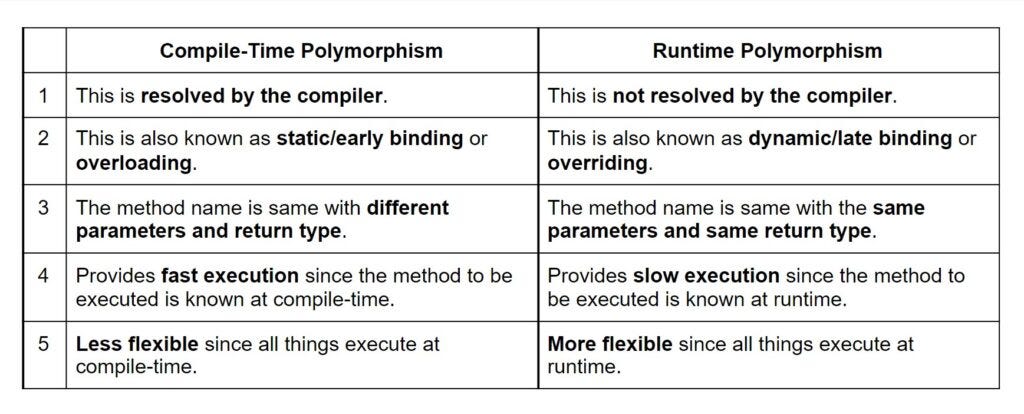 Compile-Time Polymorphism Runtime Polymorphism
1 This is resolved by the compiler. This is not resolved by the compiler.
2 This is also known as static/early binding or
overloading.
This is also known as dynamic/late binding or
overriding.
3 The method name is same with different
parameters and return type.
The method name is same with the same
parameters and same return type.
4 Provides fast execution since the method to be
executed is known at compile-time.
Provides slow execution since the method to
be executed is known at runtime.
5 Less flexible since all things execute at
compile-time.
More flexible since all things execute at
runtime.